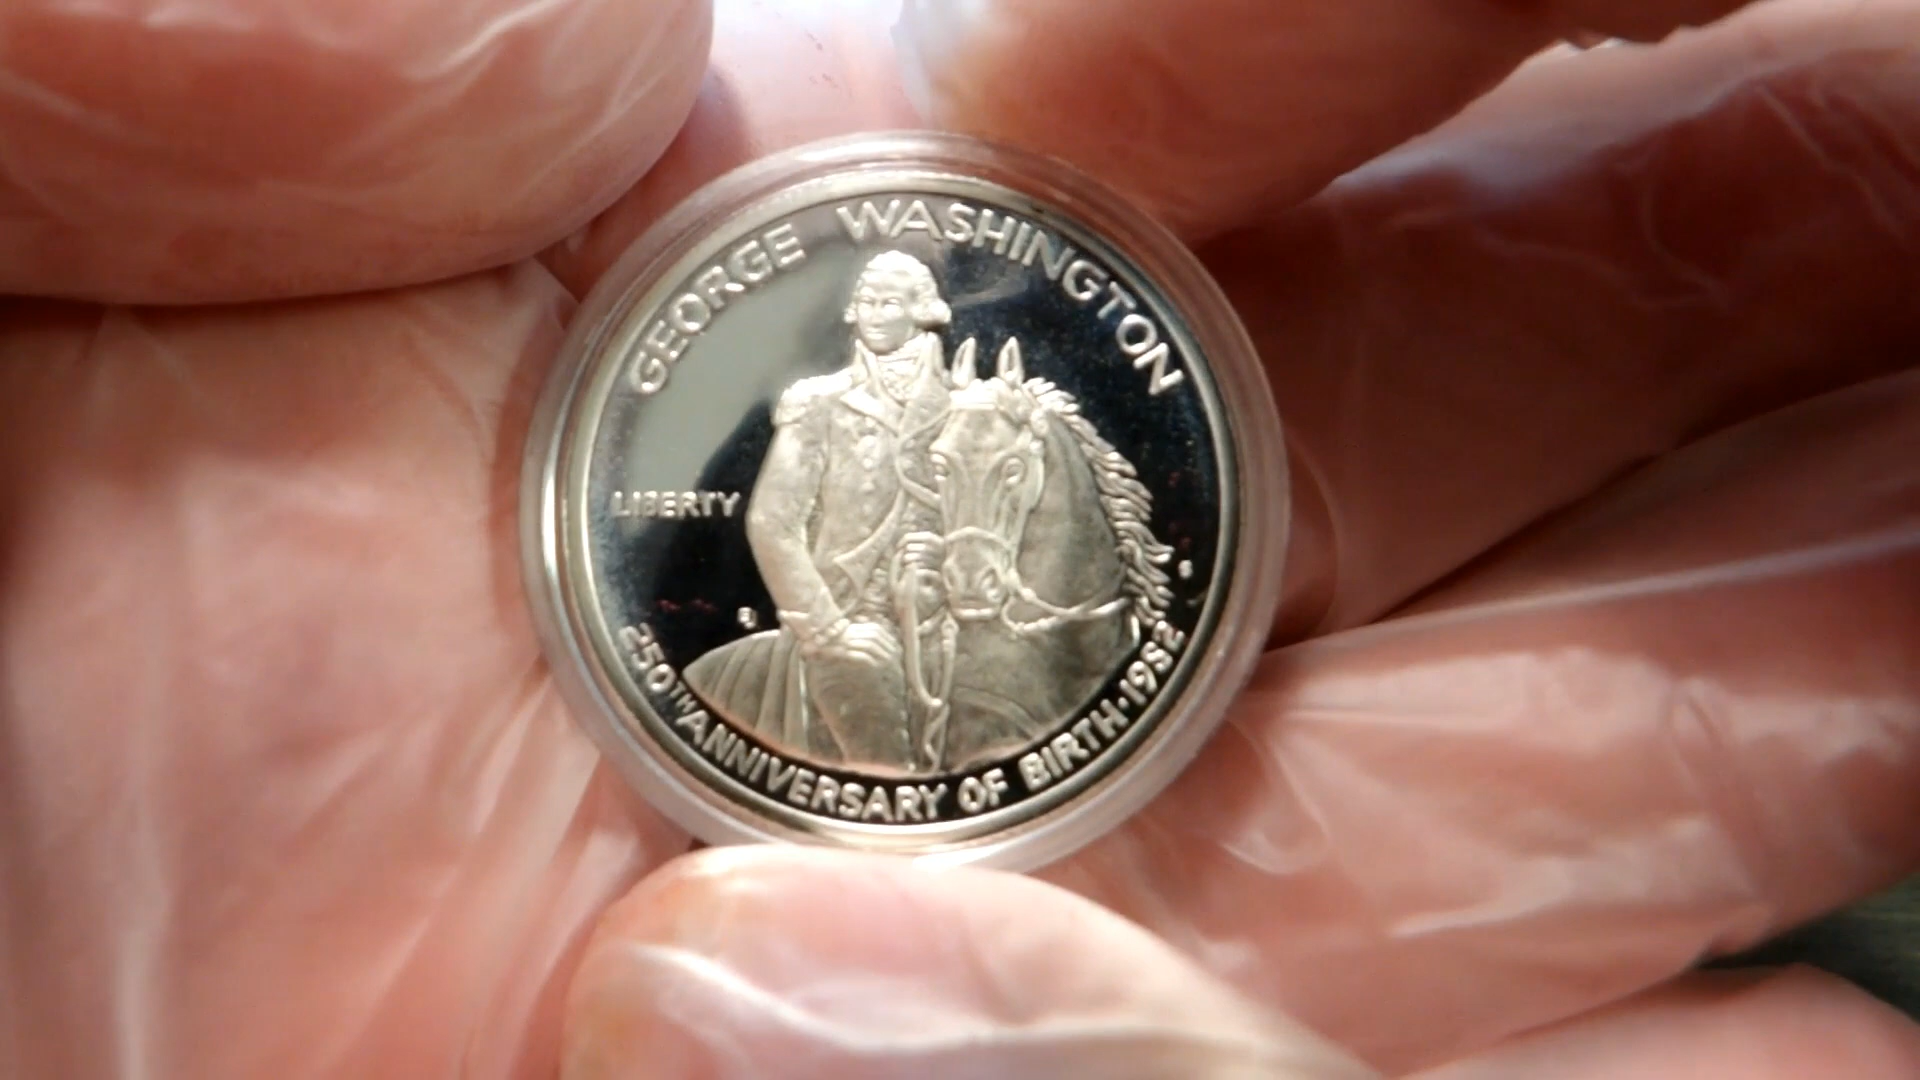 GEORGE WASHINGTON
LIBERTY
S
250TH ANNIVERSARY OF BIRTH · 1982